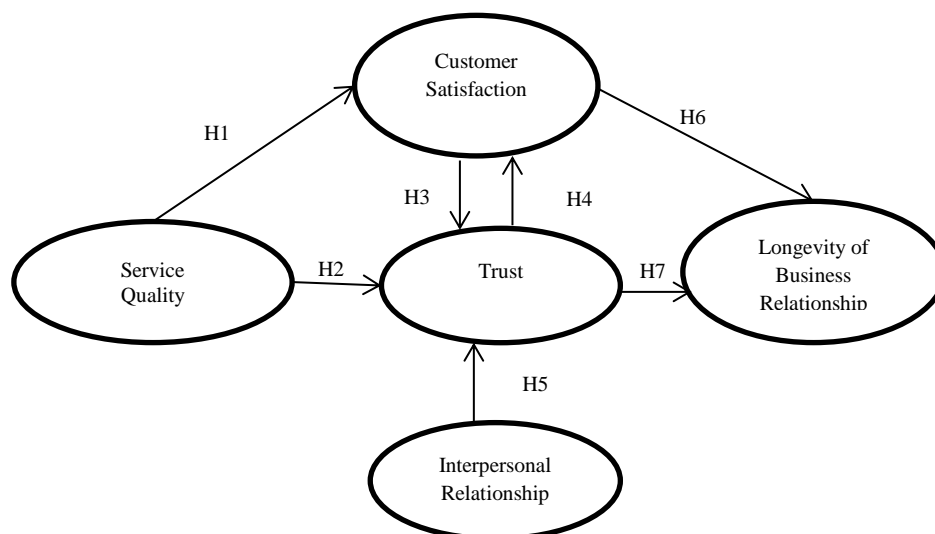 Customer
Satisfaction
H1
H6
H3
H4
Service
Quality
H2
Trust
H7
Longevity of
Business
Relationship
H5
Interpersonal
Relationship